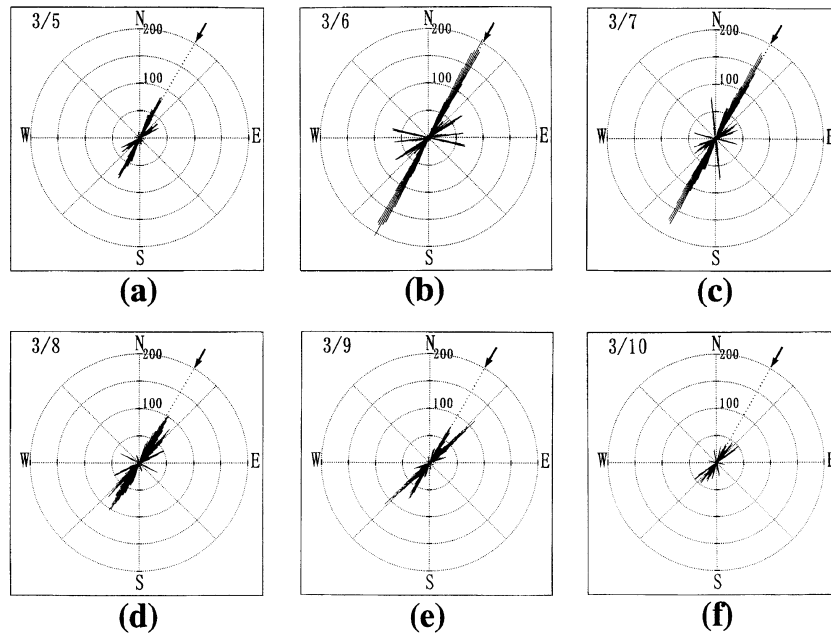 3/5 N 200 100 W E S
(a)
3/6 N 200 100 W E S
(b)
3/7 N 200 100 W E S
(c)
3/8 N 200 100 W E S
(d)
3/9 N 200 100 W E S
(e)
3/10 N 200 100 W E S
(f)